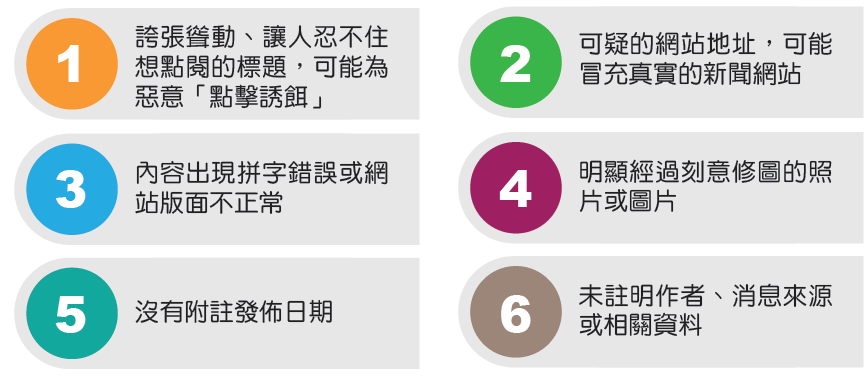 1
誇張聳動、讓人忍不住
想點閱的標題，可能為
惡意「點擊誘餌」
2
可疑的網站地址，可能
冒充真實的新聞網站
3
內容出現拼字錯誤或網
站版面不正常
4
明顯經過刻意修圖的照
片或圖片
5
沒有附註發佈日期
6
未註明作者、消息來源
或相關資料